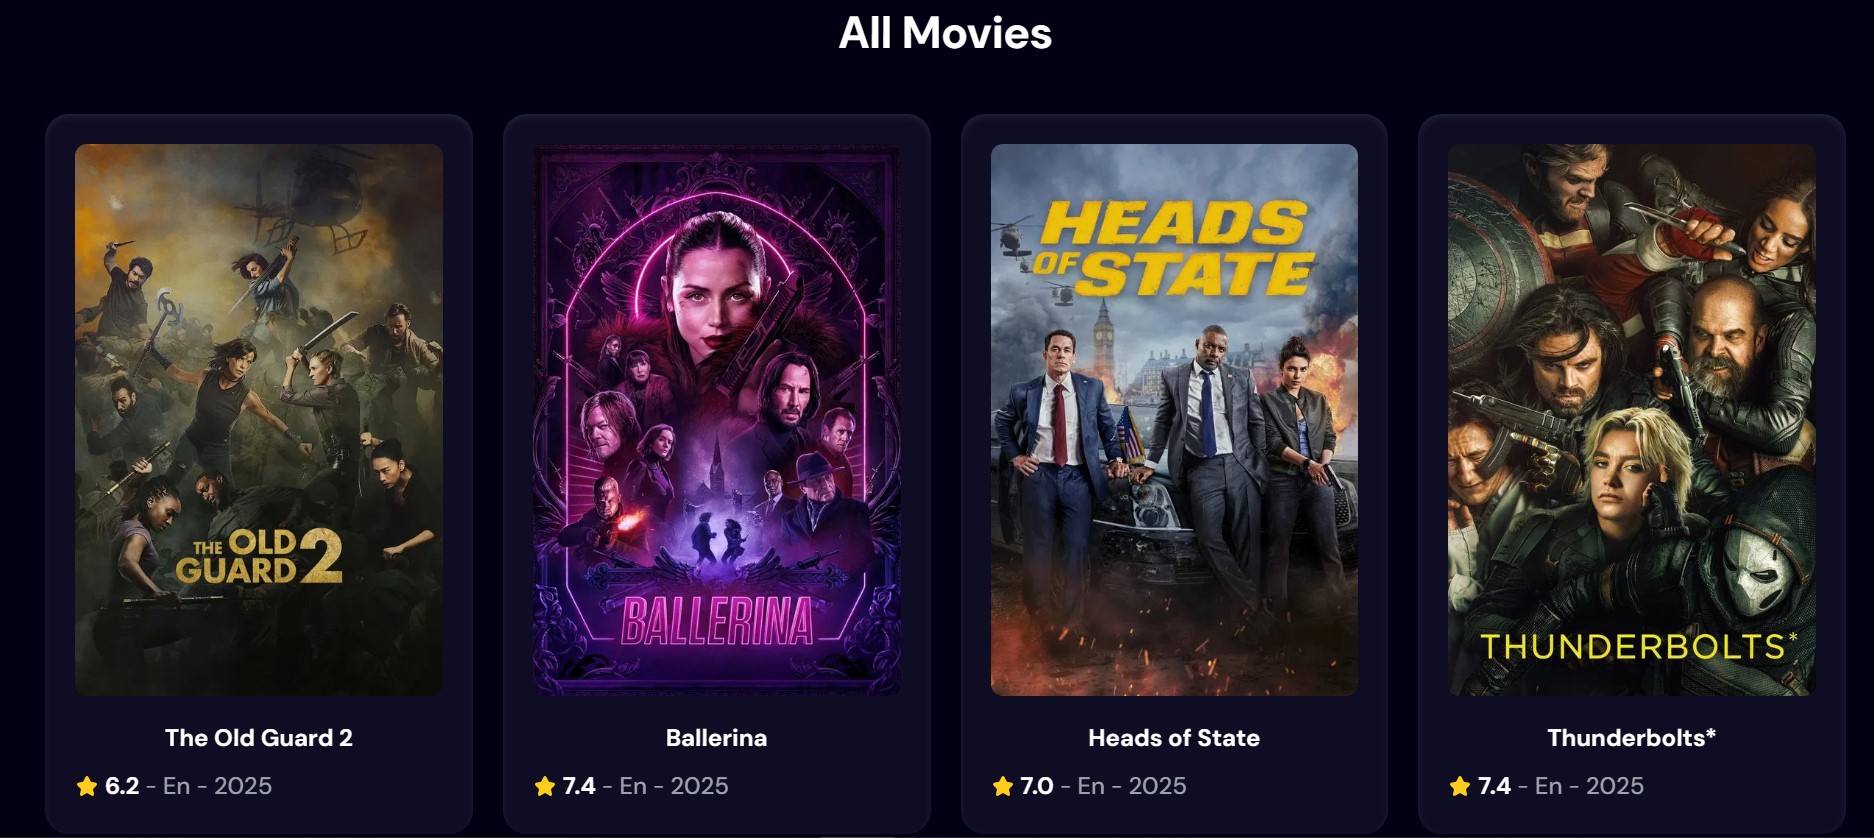 All Movies
THE OLD
GUARD 2
BALLERINA
HEADS
OF STATE
THUNDERBOLTS*
The Old Guard 2
Ballerina
Heads of State
Thunderbolts*
6.2 - En - 2025
7.4 - En - 2025
7.0 - En - 2025
7.4 - En - 2025